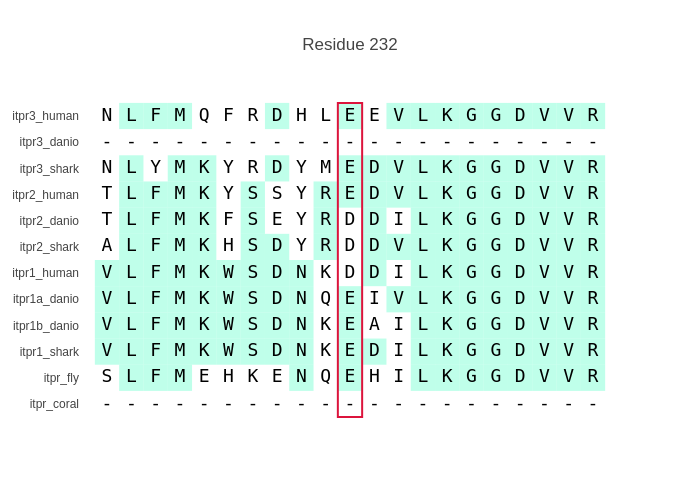 Residue 232
itpr3_human N L F M Q F R D H L E E V L K G G D V V R
itpr3_danio - - - - - - - - - - - - - - - - - - - - -
itpr3_shark N L Y M K Y R D Y M E D V L K G G D V V R
itpr2_human T L F M K Y S S Y R E D V L K G G D V V R
itpr2_danio T L F M K F S E Y R D D I L K G G D V V R
itpr2_shark A L F M K H S D Y R D D V L K G G D V V R
itpr1_human V L F M K W S D N K D D I L K G G D V V R
itpr1a_danio V L F M K W S D N Q E I V L K G G D V V R
itpr1b_danio V L F M K W S D N K E A I L K G G D V V R
itpr1_shark V L F M K W S D N K E D I L K G G D V V R
itpr_fly S L F M E H K E N Q E H I L K G G D V V R
itpr_coral - - - - - - - - - - - - - - - - - - - - -